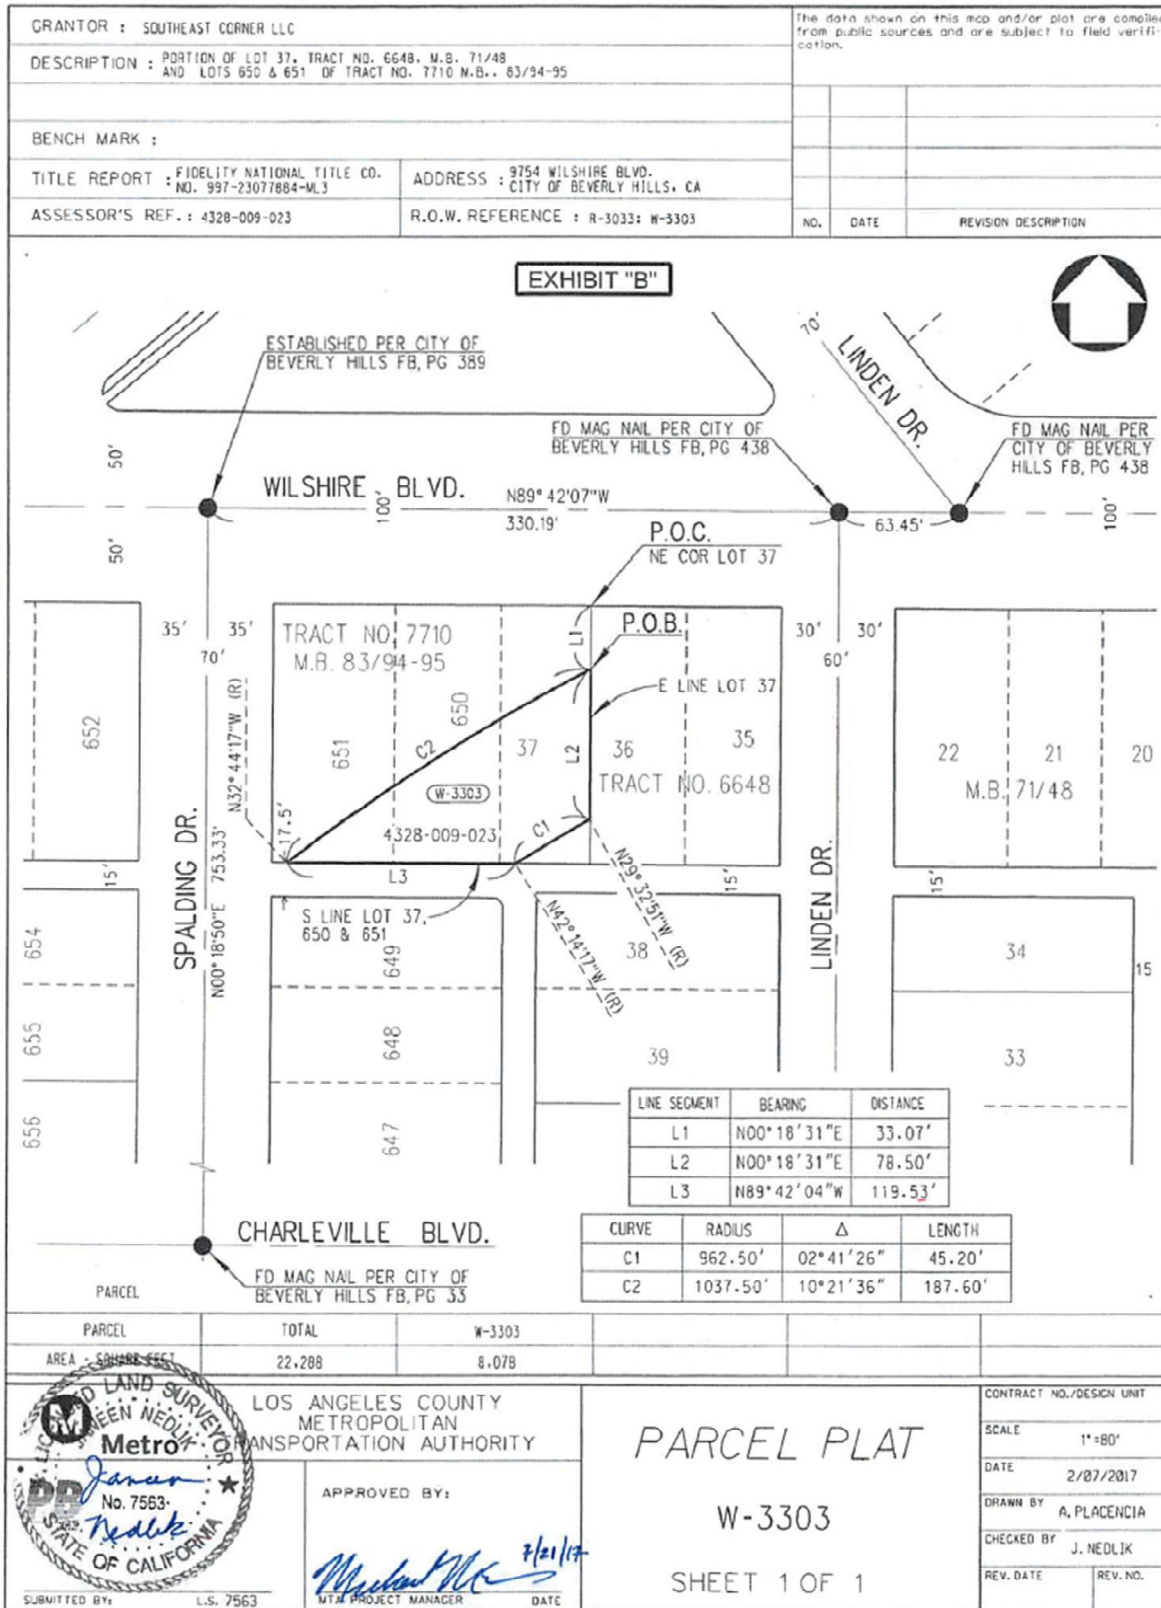 GRANTOR : SOUTHEAST CORNER LLC
The data shown on this map and/or plat are compiled
from public sources and are subject to field verifi-
cation.
DESCRIPTION : PORTION OF LOT 37, TRACT NO. 6648, M.B. 71/48
AND LOTS 650 & 651 OF TRACT NO. 7710 M.B.. 83/94-95
BENCH MARK :
TITLE REPORT : FIDELITY NATIONAL TITLE CO.
NO. 997-23077884-ML3
ADDRESS : 9754 WILSHIRE BLVD.
CITY OF BEVERLY HILLS, CA
ASSESSOR'S REF. : 4328-009-023
R.O.W. REFERENCE : R-3033; W-3303
NO. DATE REVISION DESCRIPTION
EXHIBIT "B"
ESTABLISHED PER CITY OF
BEVERLY HILLS FB, PG 389
70'
LINDEN DR.
FD MAG NAIL PER CITY OF
BEVERLY HILLS FB, PG 438
FD MAG NAIL PER
CITY OF BEVERLY
HILLS FB, PG 438
50'
50'
WILSHIRE BLVD.
100'
N89°42'07"W
330.19'
63.45'
100'
P.O.C.
NE COR LOT 37
35' 35'
70'
TRACT NO. 7710
M.B. 83/94-95
L1
P.O.B.
30' 30'
60'
E LINE LOT 37
652
N32°44'17"W (R)
651
650
C2
37
L2
36
35
TRACT NO. 6648
22
21
20
M.B. 71/48
W-3303
17.5'
4328-009-023
C1
SPALDING DR.
N00°18'50"E 753.33'
15'
L3
N29°32'51"W (R)
15'
LINDEN DR.
15'
S LINE LOT 37,
650 & 651
N42°14'17"W (R)
654
649
38
34
15
655
648
39
33
656
647
LINE SEGMENT BEARING DISTANCE
L1 N00°18'31"E 33.07'
L2 N00°18'31"E 78.50'
L3 N89°42'04"W 119.53'
CURVE RADIUS Δ LENGTH
C1 962.50' 02°41'26" 45.20'
C2 1037.50' 10°21'36" 187.60'
CHARLEVILLE BLVD.
FD MAG NAIL PER CITY OF
BEVERLY HILLS FB, PG 33
PARCEL
PARCEL TOTAL W-3303
AREA - SQUARE FEET 22,288 8,078
LICENSED LAND SURVEYOR
JANEEN NEDLIK
Metro
Janeen
No. 7563
Nedlik
STATE OF CALIFORNIA
LOS ANGELES COUNTY
METROPOLITAN
TRANSPORTATION AUTHORITY
SUBMITTED BY: L.S. 7563
APPROVED BY:
7/21/17
MTA PROJECT MANAGER DATE
PARCEL PLAT
W-3303
SHEET 1 OF 1
CONTRACT NO./DESIGN UNIT
SCALE 1"=80'
DATE 2/07/2017
DRAWN BY A. PLACENCIA
CHECKED BY J. NEDLIK
REV. DATE REV. NO.